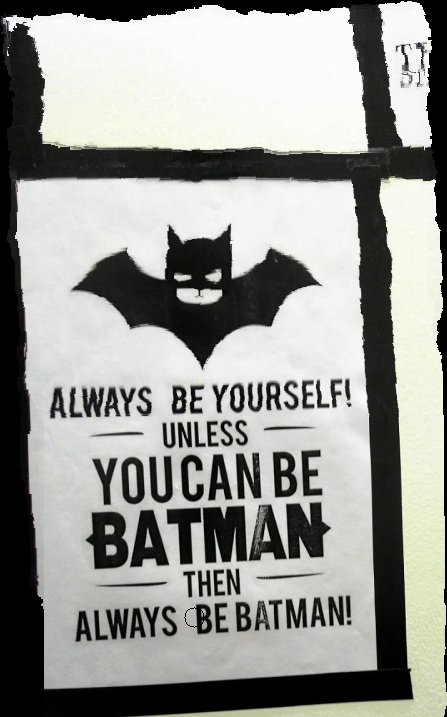 ALWAYS BE YOURSELF!
UNLESS
YOU CAN BE
BATMAN
THEN
ALWAYS BE BATMAN!